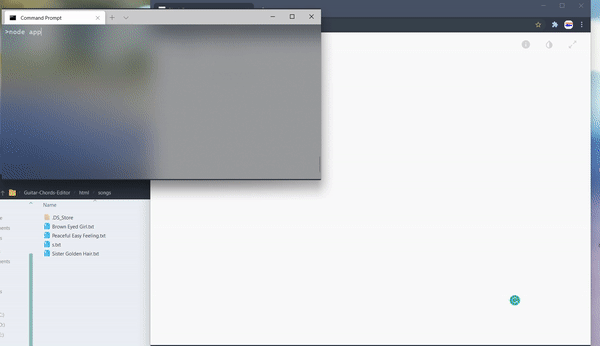 Command Prompt
>node app
Guitar-Chords-Editor / html / songs
Name
.DS_Store
Brown Eyed Girl.txt
Peaceful Easy Feeling.txt
s.txt
Sister Golden Hair.txt